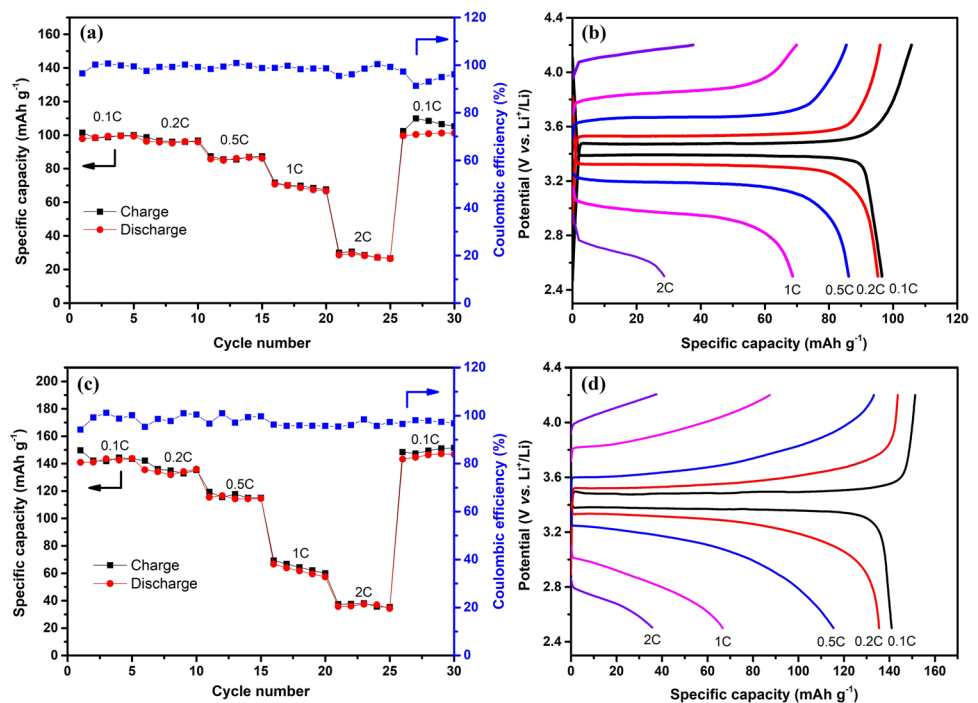 (a)
Specific capacity (mAh g⁻¹)
160
140
120
100
80
60
40
20
0
0.1C
0.2C
0.5C
1C
2C
0.1C
Charge
Discharge
0 5 10 15 20 25 30
Cycle number
120
100
80
60
40
20
0
Coulombic efficiency (%)
(b)
Potential (V vs. Li⁺/Li)
4.4
4.0
3.6
3.2
2.8
2.4
2C 1C 0.5C 0.2C 0.1C
0 20 40 60 80 100 120
Specific capacity (mAh g⁻¹)
(c)
Specific capacity (mAh g⁻¹)
200
180
160
140
120
100
80
60
40
20
0
0.1C
0.2C
0.5C
1C
2C
0.1C
Charge
Discharge
0 5 10 15 20 25 30
Cycle number
120
100
80
60
40
20
0
Coulombic efficiency (%)
(d)
Potential (V vs. Li⁺/Li)
4.4
4.0
3.6
3.2
2.8
2.4
2C 1C 0.5C 0.2C 0.1C
0 20 40 60 80 100 120 140 160
Specific capacity (mAh g⁻¹)